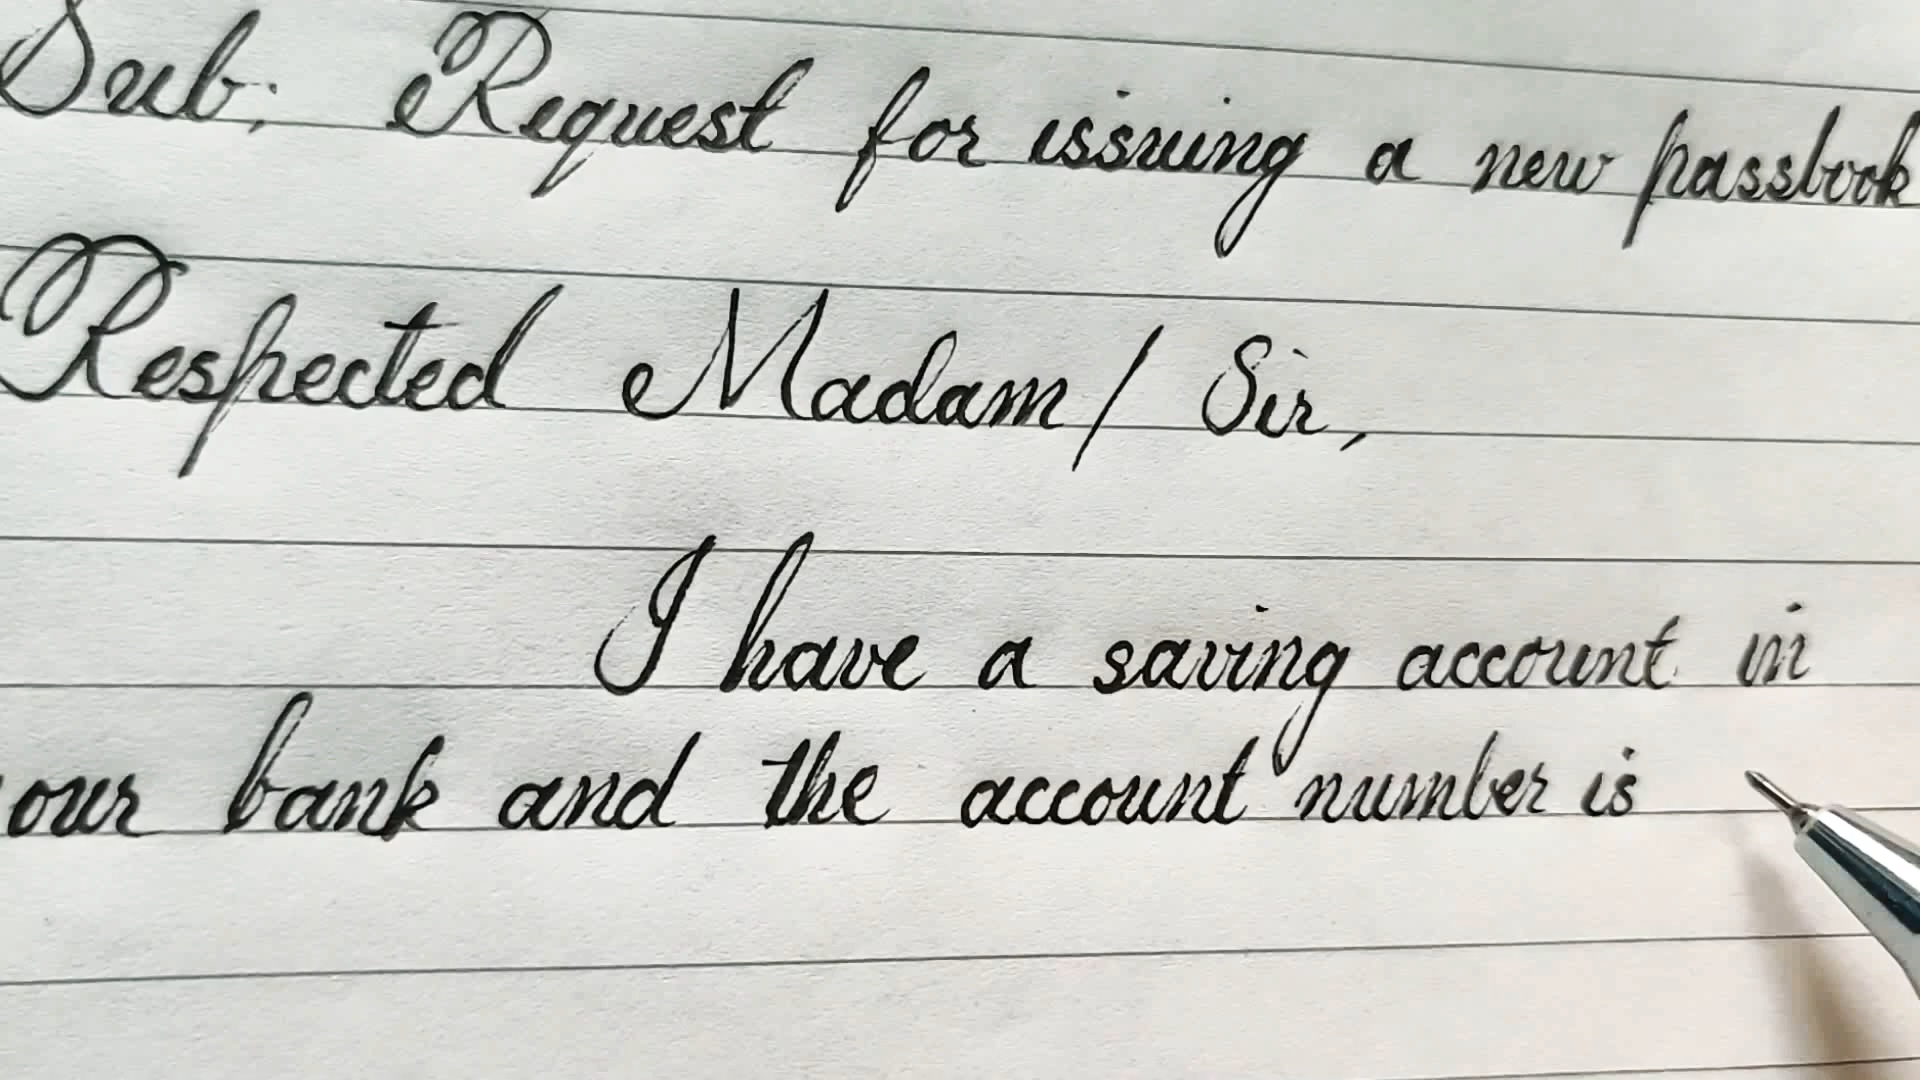 Sub: Request for issuing a new passbook
Respected Madam/ Sir,
I have a saving account in
our bank and the account number is